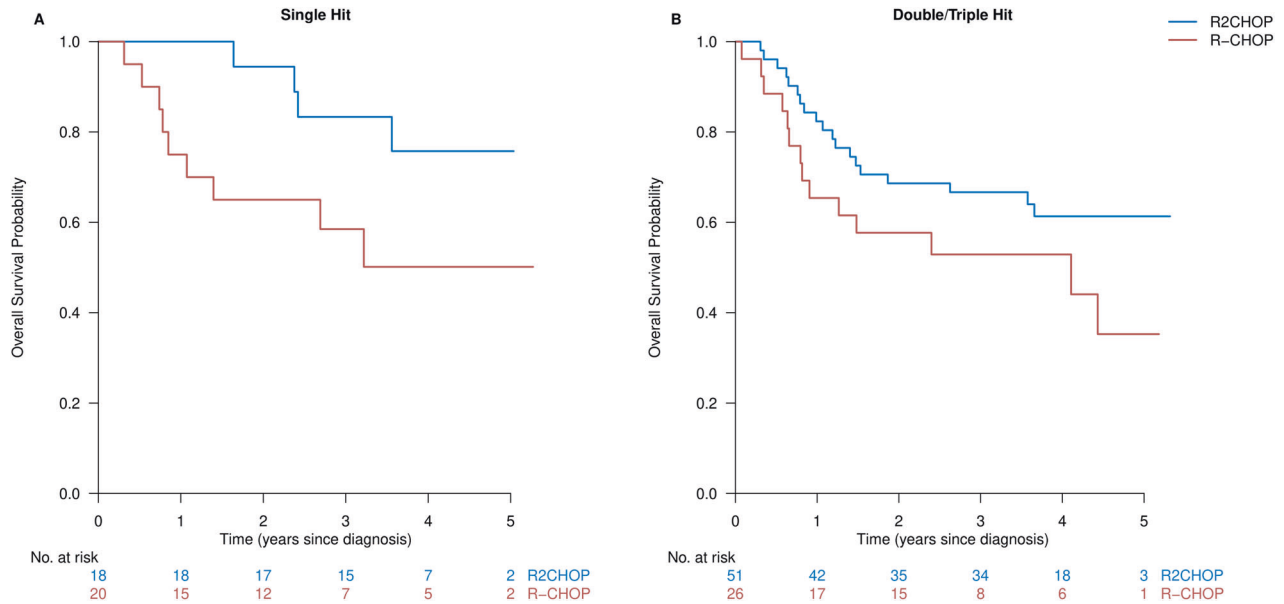 A
Single Hit
1.0
0.8
0.6
0.4
0.2
0.0
Overall Survival Probability
0 1 2 3 4 5
Time (years since diagnosis)
No. at risk
18 18 17 15 7 2 R2CHOP
20 15 12 7 5 2 R−CHOP
B
Double/Triple Hit
R2CHOP
R−CHOP
1.0
0.8
0.6
0.4
0.2
0.0
Overall Survival Probability
0 1 2 3 4 5
Time (years since diagnosis)
No. at risk
51 42 35 34 18 3 R2CHOP
26 17 15 8 6 1 R−CHOP